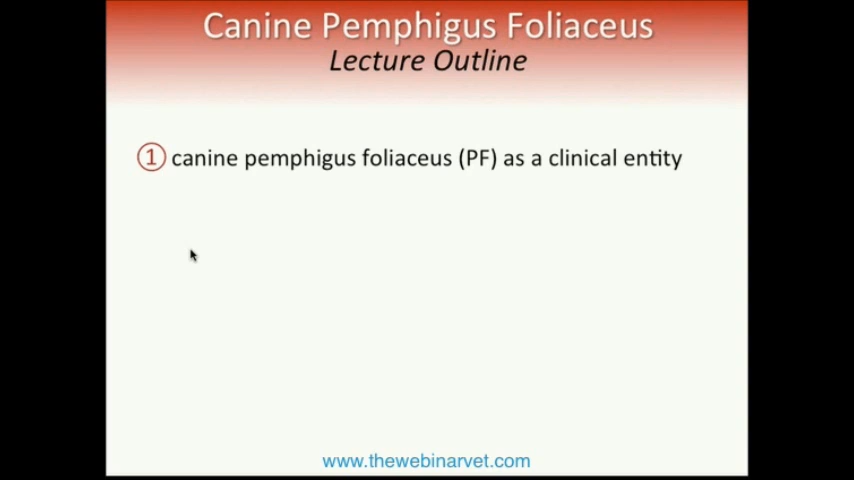 Canine Pemphigus Foliaceus
Lecture Outline
① canine pemphigus foliaceus (PF) as a clinical entity
www.thewebinarvet.com